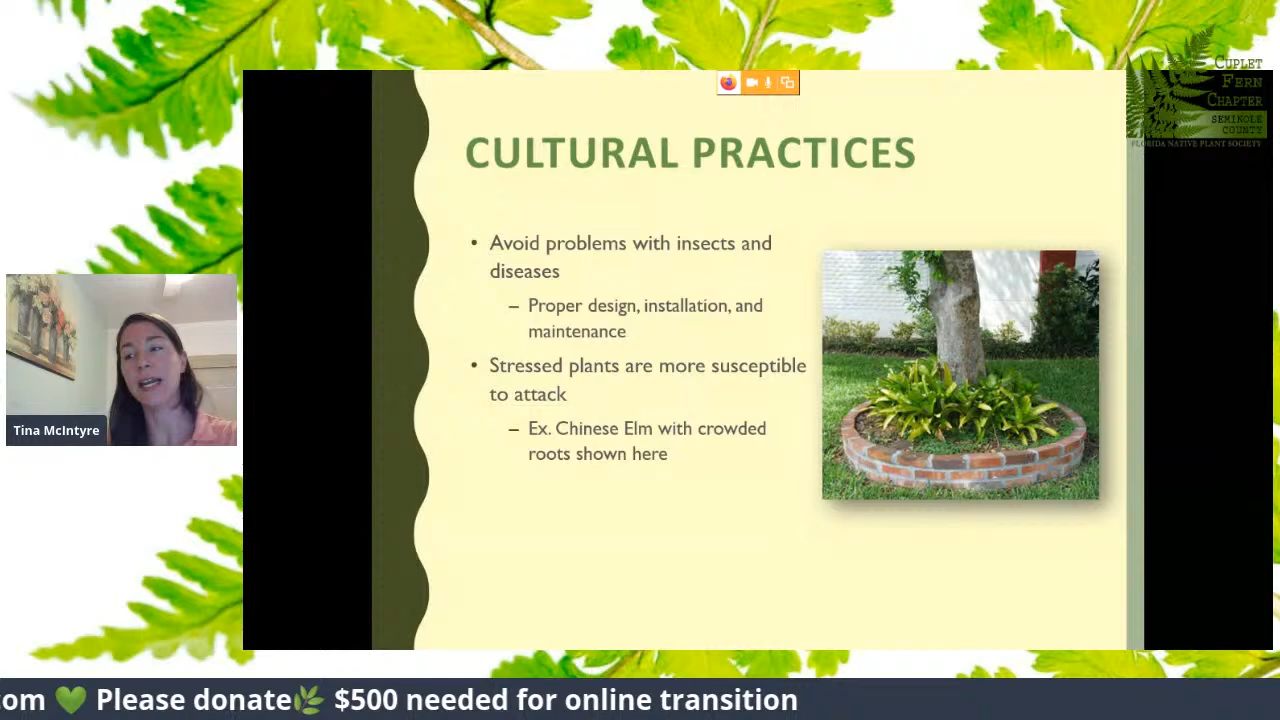 CUPLET
FERN
CHAPTER
SEMINOLE
COUNTY
FLORIDA NATIVE PLANT SOCIETY
CULTURAL PRACTICES
• Avoid problems with insects and
diseases
– Proper design, installation, and
maintenance
• Stressed plants are more susceptible
to attack
– Ex. Chinese Elm with crowded
roots shown here
Tina McIntyre
.com 💚 Please donate🌿 $500 needed for online transition